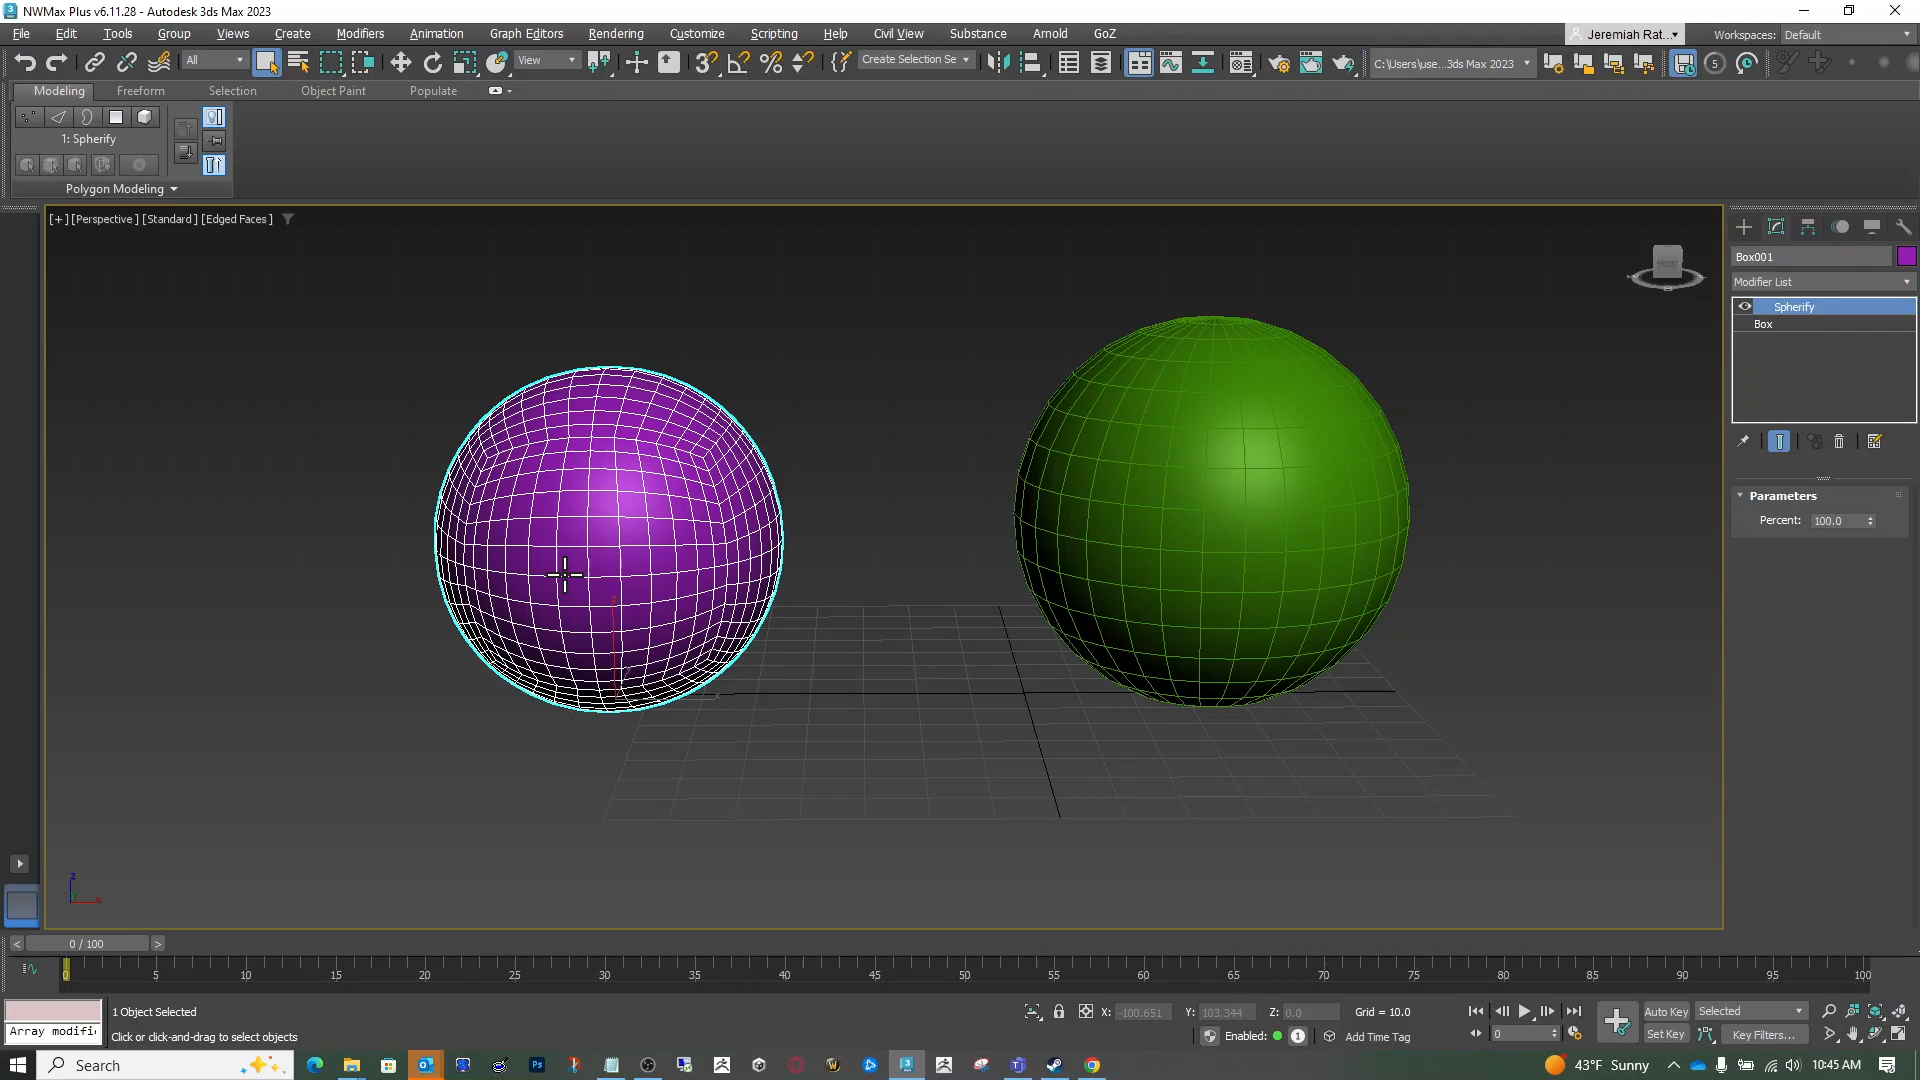 NWMax Plus v6.11.28 - Autodesk 3ds Max 2023
File Edit Tools Group Views Create Modifiers Animation Graph Editors Rendering Customize Scripting Help Civil View Substance Arnold GoZ
Jeremiah Rat... Workspaces: Default
All View Create Selection Se C:\Users\use...3ds Max 2023 5
Modeling Freeform Selection Object Paint Populate
1: Spherify
Polygon Modeling
[+] [Perspective] [Standard] [Edged Faces]
FRONT
Box001
Modifier List
Spherify
Box
Parameters
Percent: 100.0
z
x
0 / 100
0 5 10 15 20 25 30 35 40 45 50 55 60 65 70 75 80 85 90 95 100
1 Object Selected
X: -100.651 Y: 103.344 Z: 0.0 Grid = 10.0
Auto Key Selected
Array modifi
Click or click-and-drag to select objects
Enabled: 1 Add Time Tag
0
Set Key Key Filters...
Search
43°F Sunny
10:45 AM